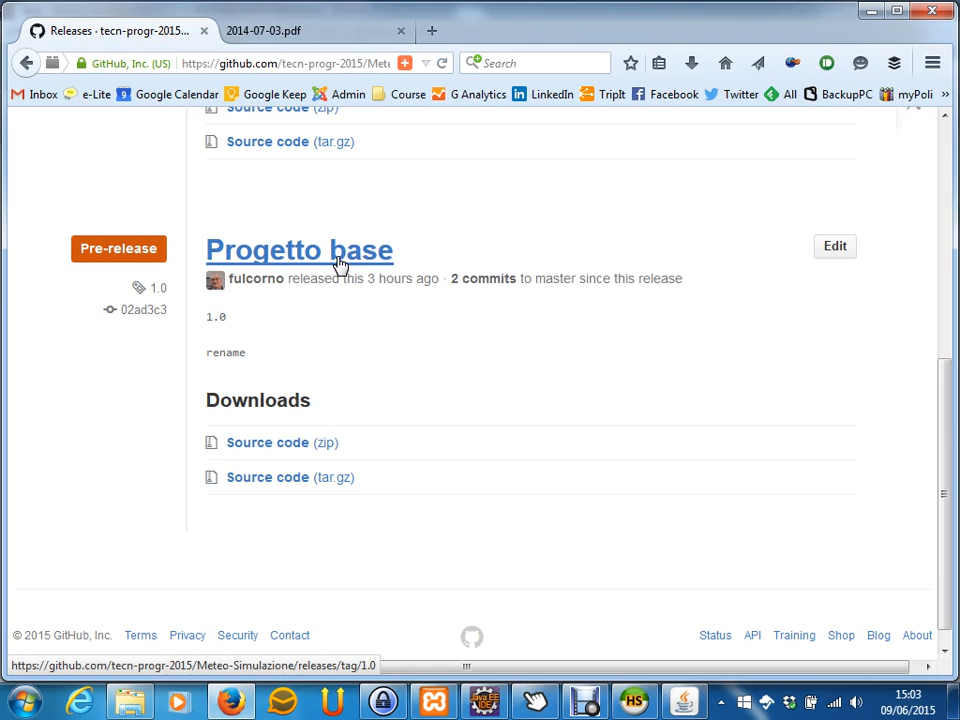 Releases · tecn-progr-2015...
2014-07-03.pdf
GitHub, Inc. (US)
https://github.com/tecn-progr-2015/Mete
Search
Inbox
e-Lite
9
Google Calendar
Google Keep
Admin
Course
G Analytics
LinkedIn
TripIt
Facebook
Twitter
All
BackupPC
myPoli
»
Source code (zip)
Source code (tar.gz)
Pre-release
Progetto base
Edit
fulcorno released this 3 hours ago · 2 commits to master since this release
1.0
02ad3c3
1.0
rename
Downloads
Source code (zip)
Source code (tar.gz)
© 2015 GitHub, Inc. Terms Privacy Security Contact
Status API Training Shop Blog About
https://github.com/tecn-progr-2015/Meteo-Simulazione/releases/tag/1.0
Java EE
IDE
HS
15:03
09/06/2015